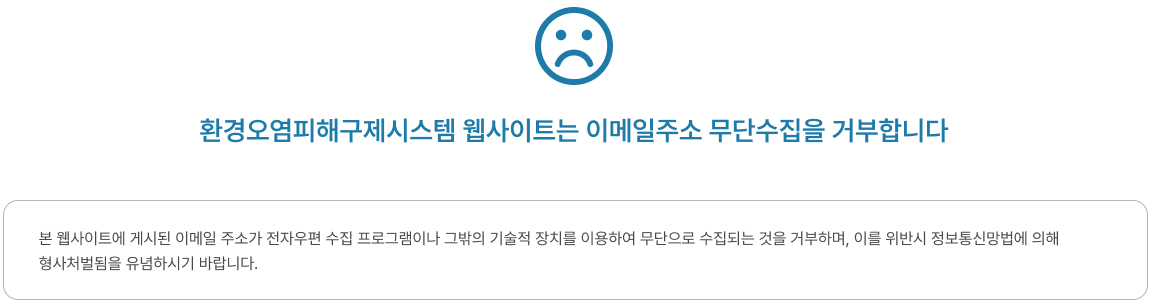 환경오염피해구제시스템 웹사이트는 이메일주소 무단수집을 거부합니다
본 웹사이트에 게시된 이메일 주소가 전자우편 수집 프로그램이나 그밖의 기술적 장치를 이용하여 무단으로 수집되는 것을 거부하며, 이를 위반시 정보통신망법에 의해
형사처벌됨을 유념하시기 바랍니다.